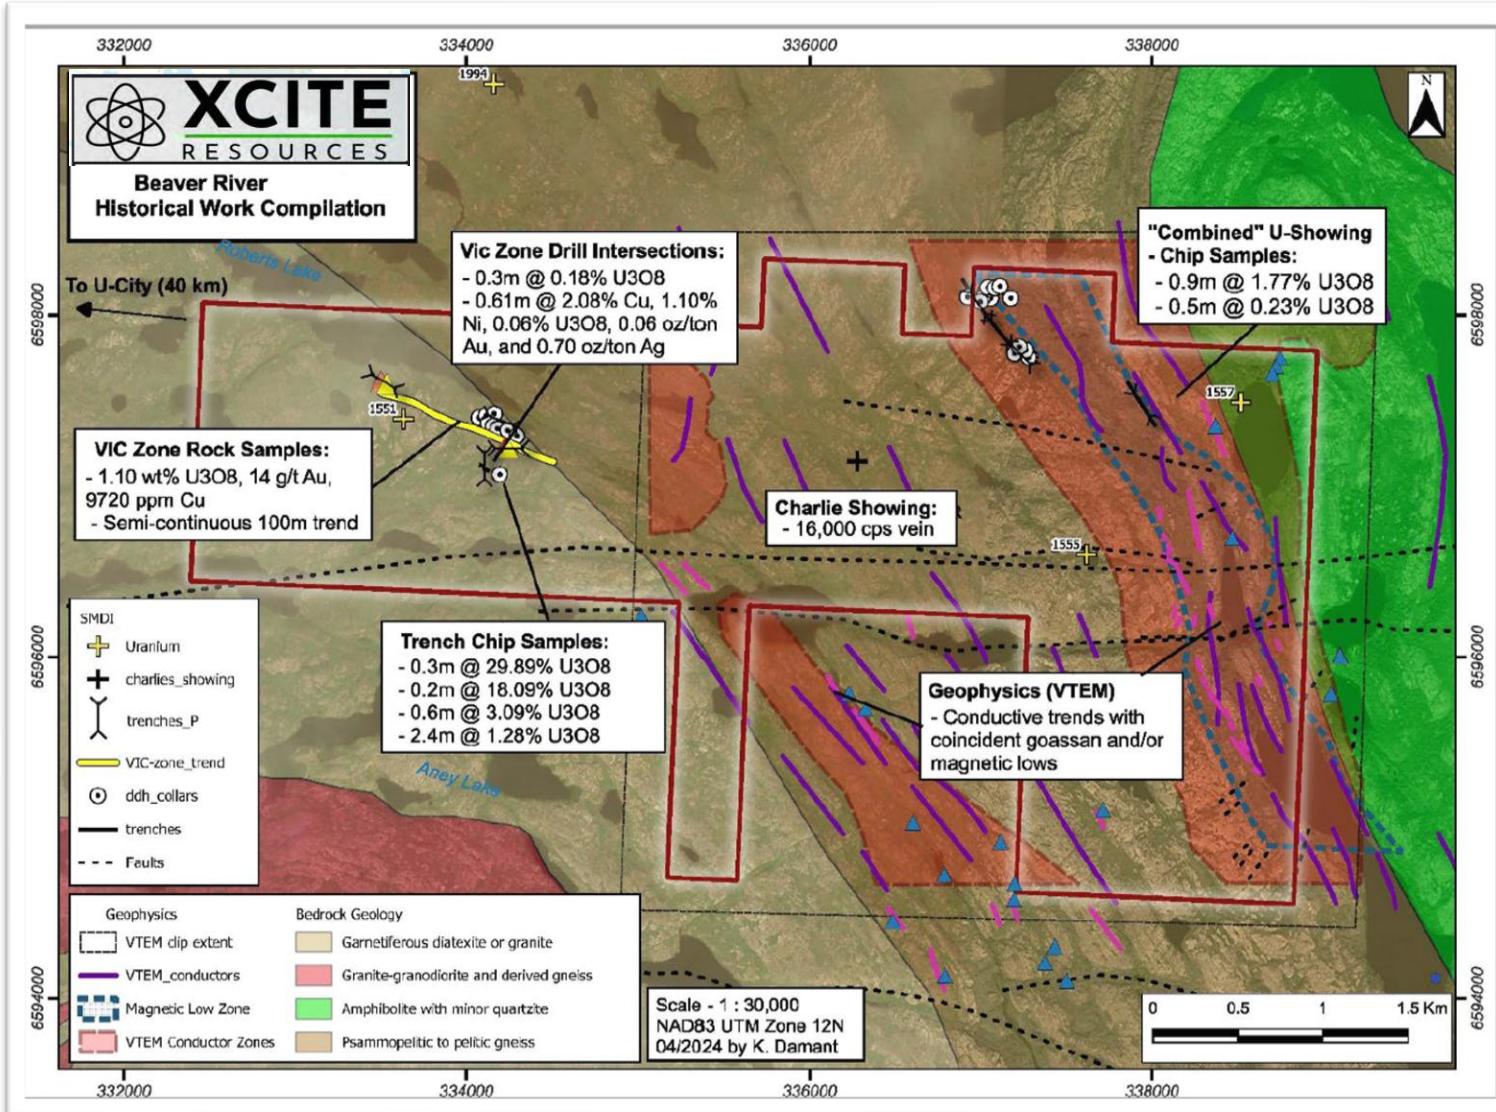 332000
334000
336000
338000
1994
N
XCITE
RESOURCES
Beaver River
Historical Work Compilation
Roberts Lake
To U-City (40 km)
6598000
6598000
Vic Zone Drill Intersections:
- 0.3m @ 0.18% U3O8
- 0.61m @ 2.08% Cu, 1.10%
Ni, 0.06% U3O8, 0.06 oz/ton
Au, and 0.70 oz/ton Ag
"Combined" U-Showing
- Chip Samples:
- 0.9m @ 1.77% U3O8
- 0.5m @ 0.23% U3O8
1551
1557
VIC Zone Rock Samples:
- 1.10 wt% U3O8, 14 g/t Au,
9720 ppm Cu
- Semi-continuous 100m trend
Charlie Showing:
- 16,000 cps vein
1555
6596000
6596000
Trench Chip Samples:
- 0.3m @ 29.89% U3O8
- 0.2m @ 18.09% U3O8
- 0.6m @ 3.09% U3O8
- 2.4m @ 1.28% U3O8
Geophysics (VTEM)
- Conductive trends with
coincident goassan and/or
magnetic lows
Aney Lake
SMDI
Uranium
charlies_showing
trenches_P
VIC-zone_trend
ddh_collars
trenches
Faults
Geophysics
VTEM clip extent
VTEM_conductors
Magnetic Low Zone
VTEM Conductor Zones
Bedrock Geology
Garnetiferous diatexite or granite
Granite-granodiorite and derived gneiss
Amphibolite with minor quartzite
Psammopelitic to pelitic gneiss
6594000
6594000
Scale - 1 : 30,000
NAD83 UTM Zone 12N
04/2024 by K. Damant
0 0.5 1 1.5 Km
332000
334000
336000
338000